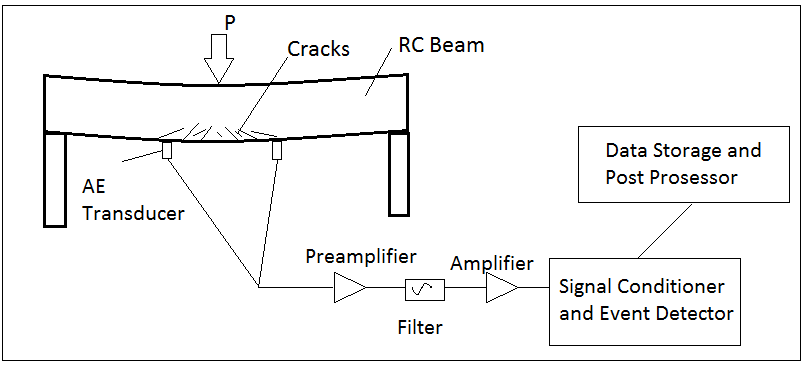 P
Cracks
RC Beam
AE
Transducer
Data Storage and
Post Prosessor
Preamplifier
Amplifier
Filter
Signal Conditioner
and Event Detector